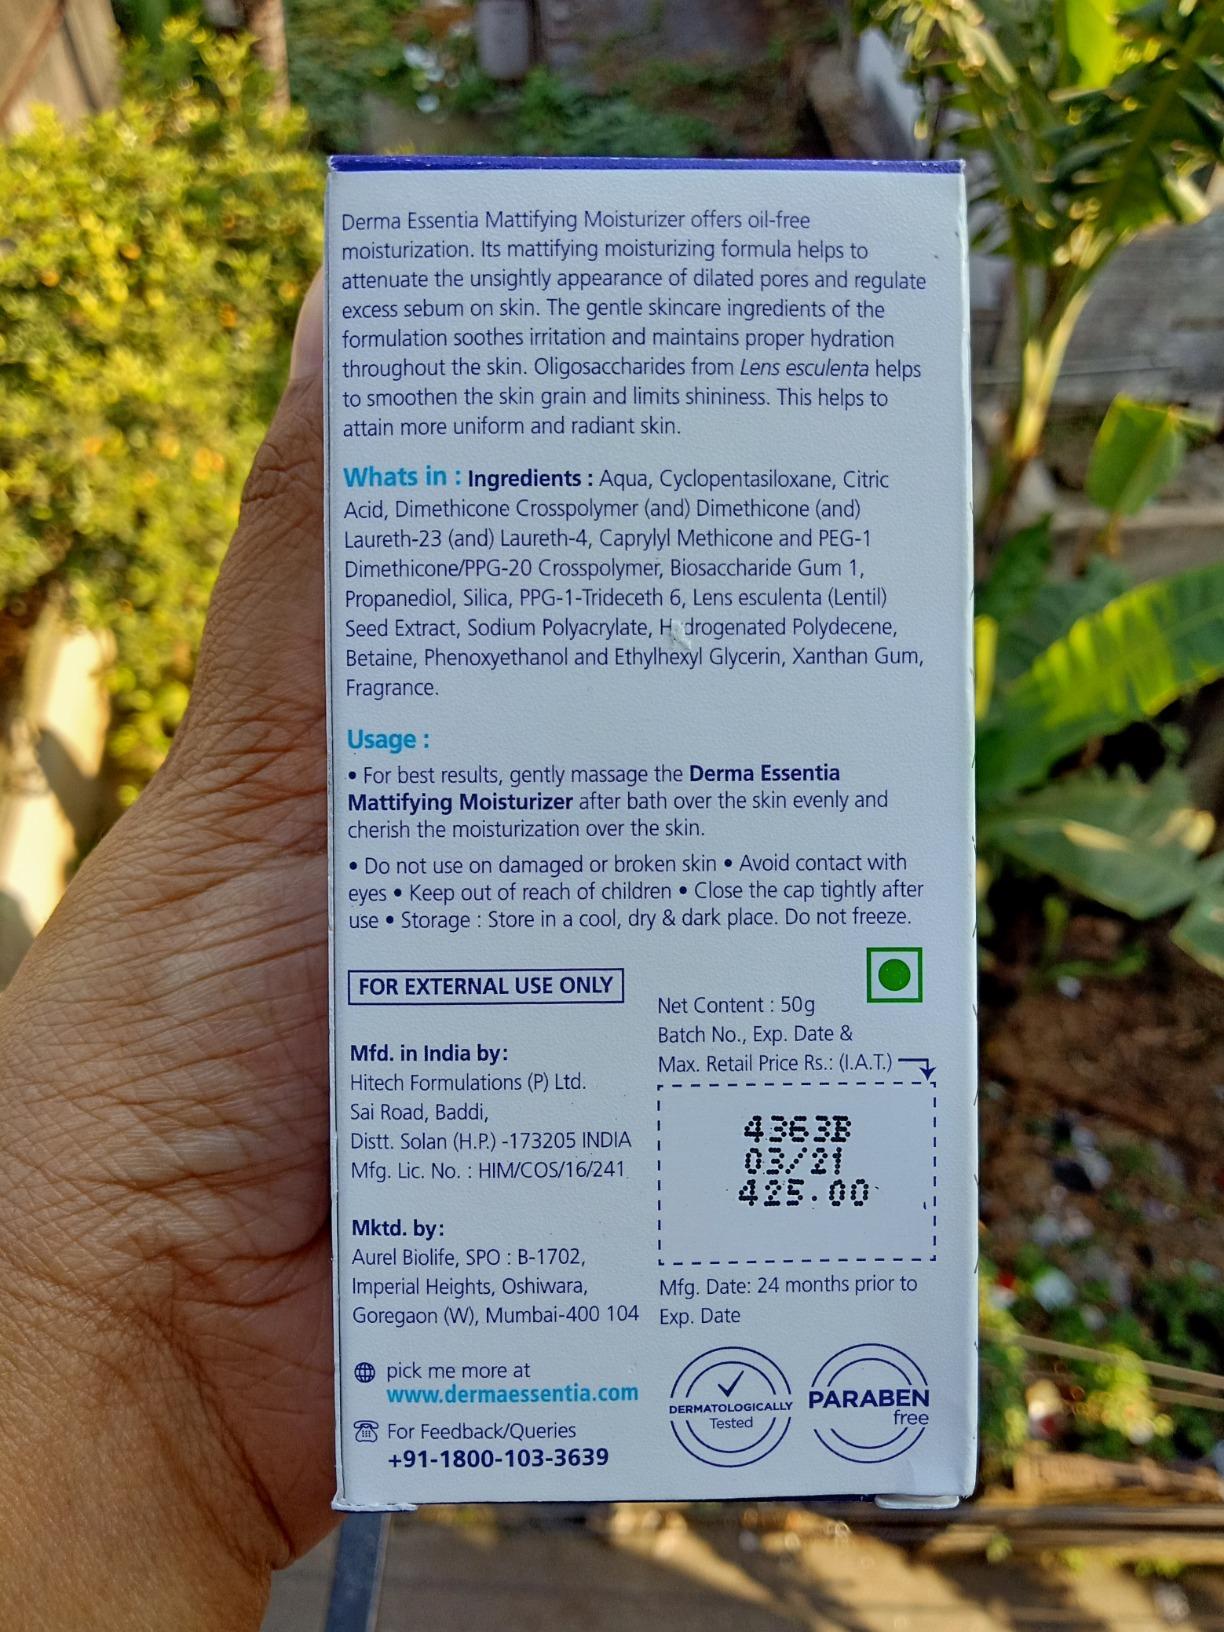 Derma Essentia Mattifying Moisturizer offers oil-free
moisturization. Its mattifying moisturizing formula helps to
attenuate the unsightly appearance of dilated pores and regulate
excess sebum on skin. The gentle skincare ingredients of the
formulation soothes irritation and maintains proper hydration
throughout the skin. Oligosaccharides from Lens esculenta helps
to smoothen the skin grain and limits shininess. This helps to
attain more uniform and radiant skin.
Whats in : Ingredients : Aqua, Cyclopentasiloxane, Citric
Acid, Dimethicone Crosspolymer (and) Dimethicone (and)
Laureth-23 (and) Laureth-4, Caprylyl Methicone and PEG-1
Dimethicone/PPG-20 Crosspolymer, Biosaccharide Gum 1,
Propanediol, Silica, PPG-1-Trideceth 6, Lens esculenta (Lentil)
Seed Extract, Sodium Polyacrylate, Hydrogenated Polydecene,
Betaine, Phenoxyethanol and Ethylhexyl Glycerin, Xanthan Gum,
Fragrance.
Usage :
• For best results, gently massage the Derma Essentia
Mattifying Moisturizer after bath over the skin evenly and
cherish the moisturization over the skin.
• Do not use on damaged or broken skin • Avoid contact with
eyes • Keep out of reach of children • Close the cap tightly after
use • Storage : Store in a cool, dry & dark place. Do not freeze.
FOR EXTERNAL USE ONLY
Mfd. in India by:
Hitech Formulations (P) Ltd.
Sai Road, Baddi,
Distt. Solan (H.P.) -173205 INDIA
Mfg. Lic. No. : HIM/COS/16/241
Mktd. by:
Aurel Biolife, SPO : B-1702,
Imperial Heights, Oshiwara,
Goregaon (W), Mumbai-400 104
pick me more at
www.dermaessentia.com
For Feedback/Queries
+91-1800-103-3639
Net Content : 50g
Batch No., Exp. Date &
Max. Retail Price Rs.: (I.A.T.)
4363B
03/21
425.00
Mfg. Date: 24 months prior to
Exp. Date
DERMATOLOGICALLY
Tested
PARABEN
free